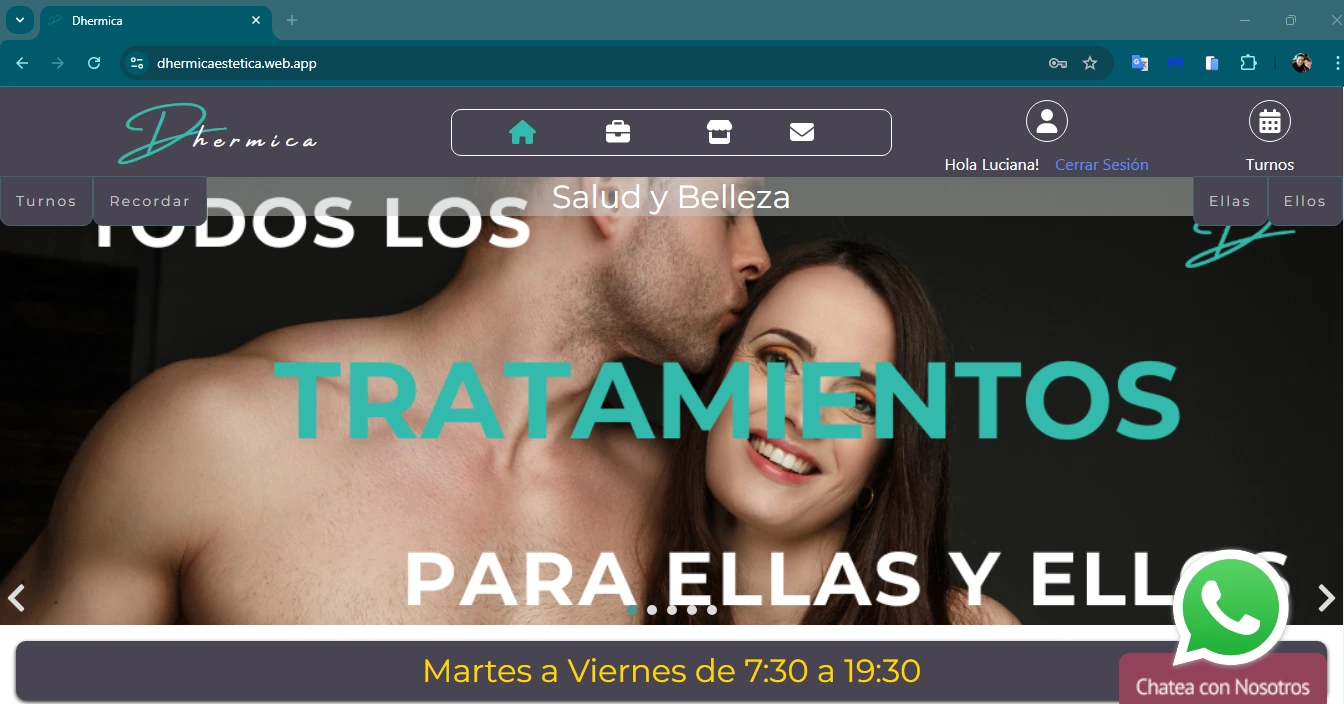 Dhermica
dhermicaestetica.web.app
Dhermica
Hola Luciana! Cerrar Sesión
Turnos
Turnos
Recordar
Salud y Belleza
Ellas
Ellos
TODOS LOS
TRATAMIENTOS
PARA ELLAS Y ELLOS
Martes a Viernes de 7:30 a 19:30
Chatea con Nosotros